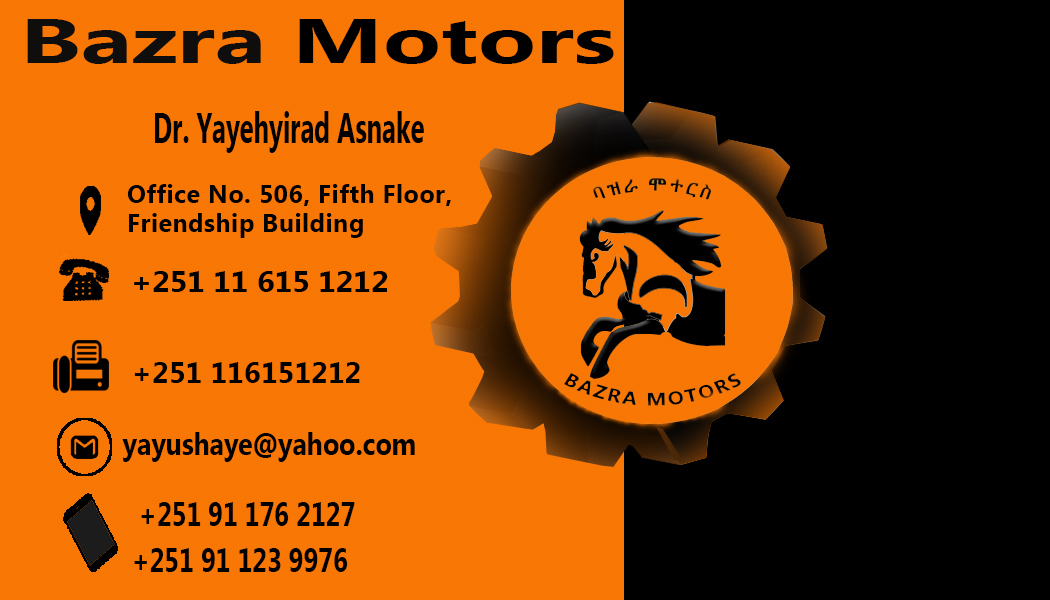 Bazra Motors
Dr. Yayehyirad Asnake
Office No. 506, Fifth Floor,
Friendship Building
+251 11 615 1212
+251 116151212
yayushaye@yahoo.com
+251 91 176 2127
+251 91 123 9976
ባዝራ ሞተርስ
BAZRA MOTORS